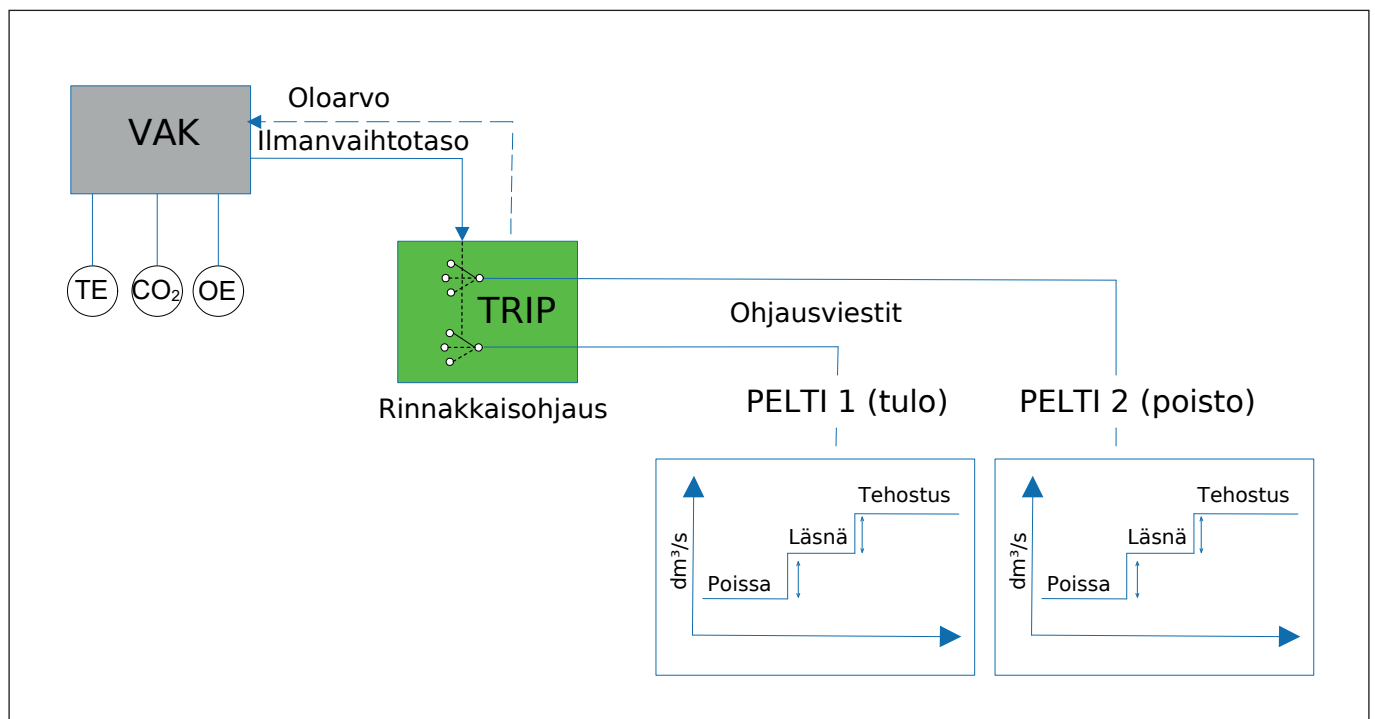 Oloarvo
VAK
Ilmanvaihtotaso
TE
CO₂
OE
TRIP
Ohjausviestit
Rinnakkaisohjaus
PELTI 1 (tulo)
PELTI 2 (poisto)
dm³/s
Poissa
Läsnä
Tehostus
dm³/s
Poissa
Läsnä
Tehostus